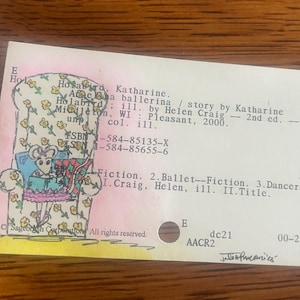 E
Hol
Holabird, Katharine.
Angelina ballerina / story by Katharine
Holabird; ill. by Helen Craig -- 2nd ed. --
Middleton, WI : Pleasant, 2000.
unp. col. ill.
ISBN -584-85135-X
-584-85655-6
Fiction. 2.Ballet--Fiction. 3.Dancer
I.Craig, Helen, ill. II.Title.
E
dc21 00-2
AACR2
© Corporation All rights reserved.